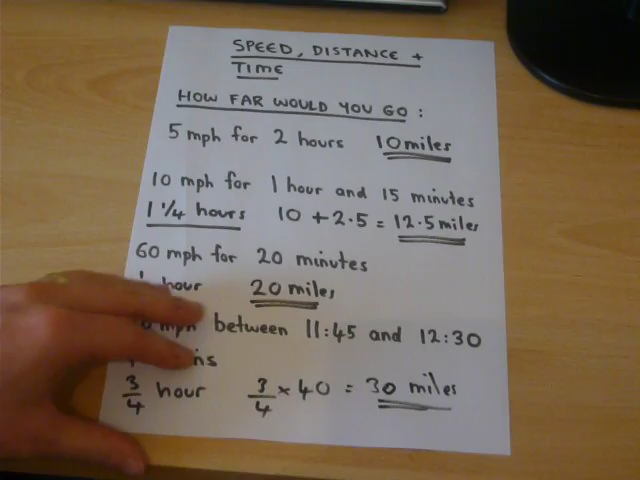 SPEED, DISTANCE +
TIME
HOW FAR WOULD YOU GO :
5 mph for 2 hours 10 miles
10 mph for 1 hour and 15 minutes
1 1/4 hours 10 + 2.5 = 12.5 miles
60 mph for 20 minutes
hour 20 miles
mph between 11:45 and 12:30
3/4 hour 3/4 × 40 = 30 miles